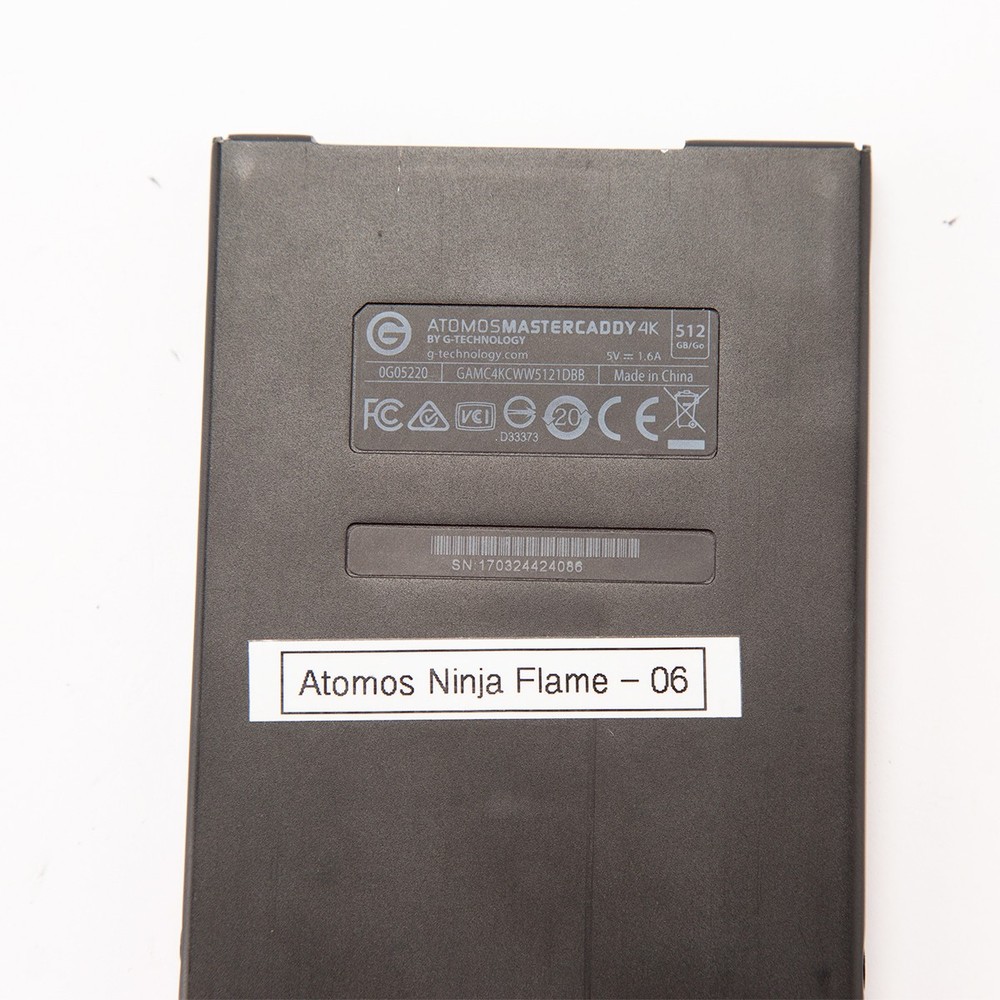 G ATOMOSMASTERCADDY4K 512
BY G-TECHNOLOGY GB/Go
g-technology.com 5V ⎓ 1.6A
0G05220 GAMC4KCWW5121DBB Made in China
FC VCI 20 CE
D33373
SN:170324424086
Atomos Ninja Flame – 06